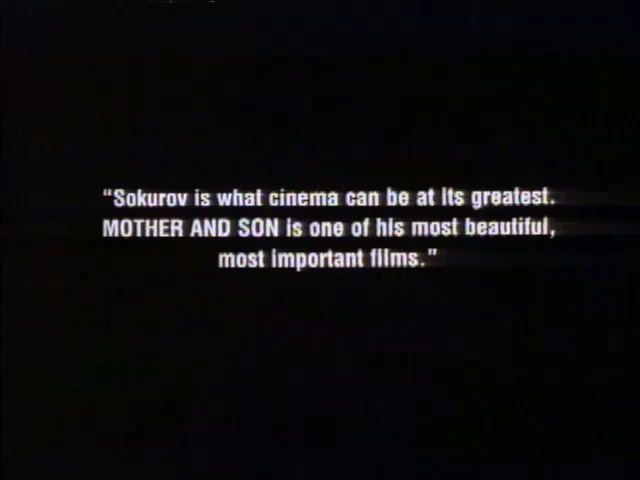 "Sokurov is what cinema can be at its greatest.
MOTHER AND SON is one of his most beautiful,
most important films."